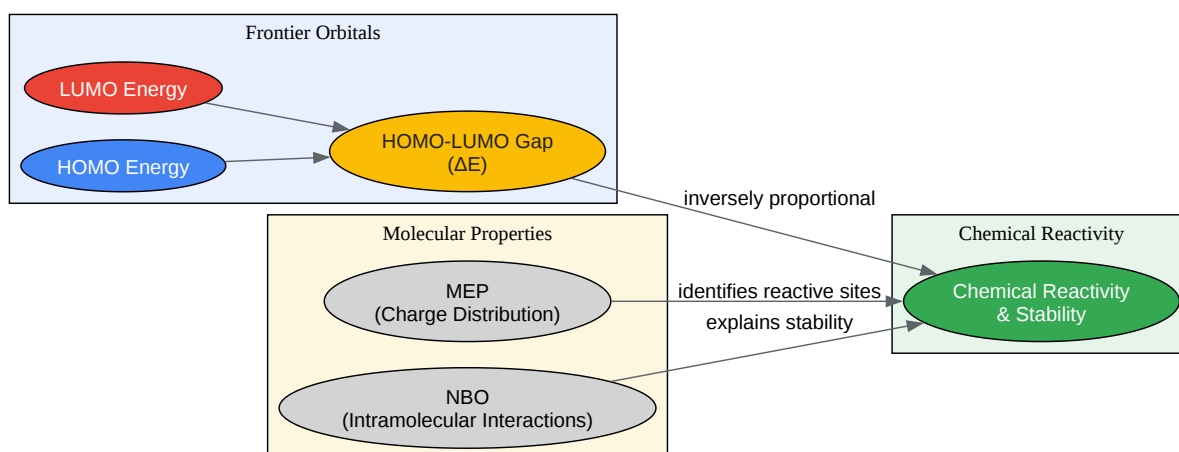 Frontier Orbitals
LUMO Energy
HOMO Energy
HOMO-LUMO Gap
(ΔE)
inversely proportional
Molecular Properties
MEP
(Charge Distribution)
identifies reactive sites
explains stability
NBO
(Intramolecular Interactions)
Chemical Reactivity
Chemical Reactivity
& Stability